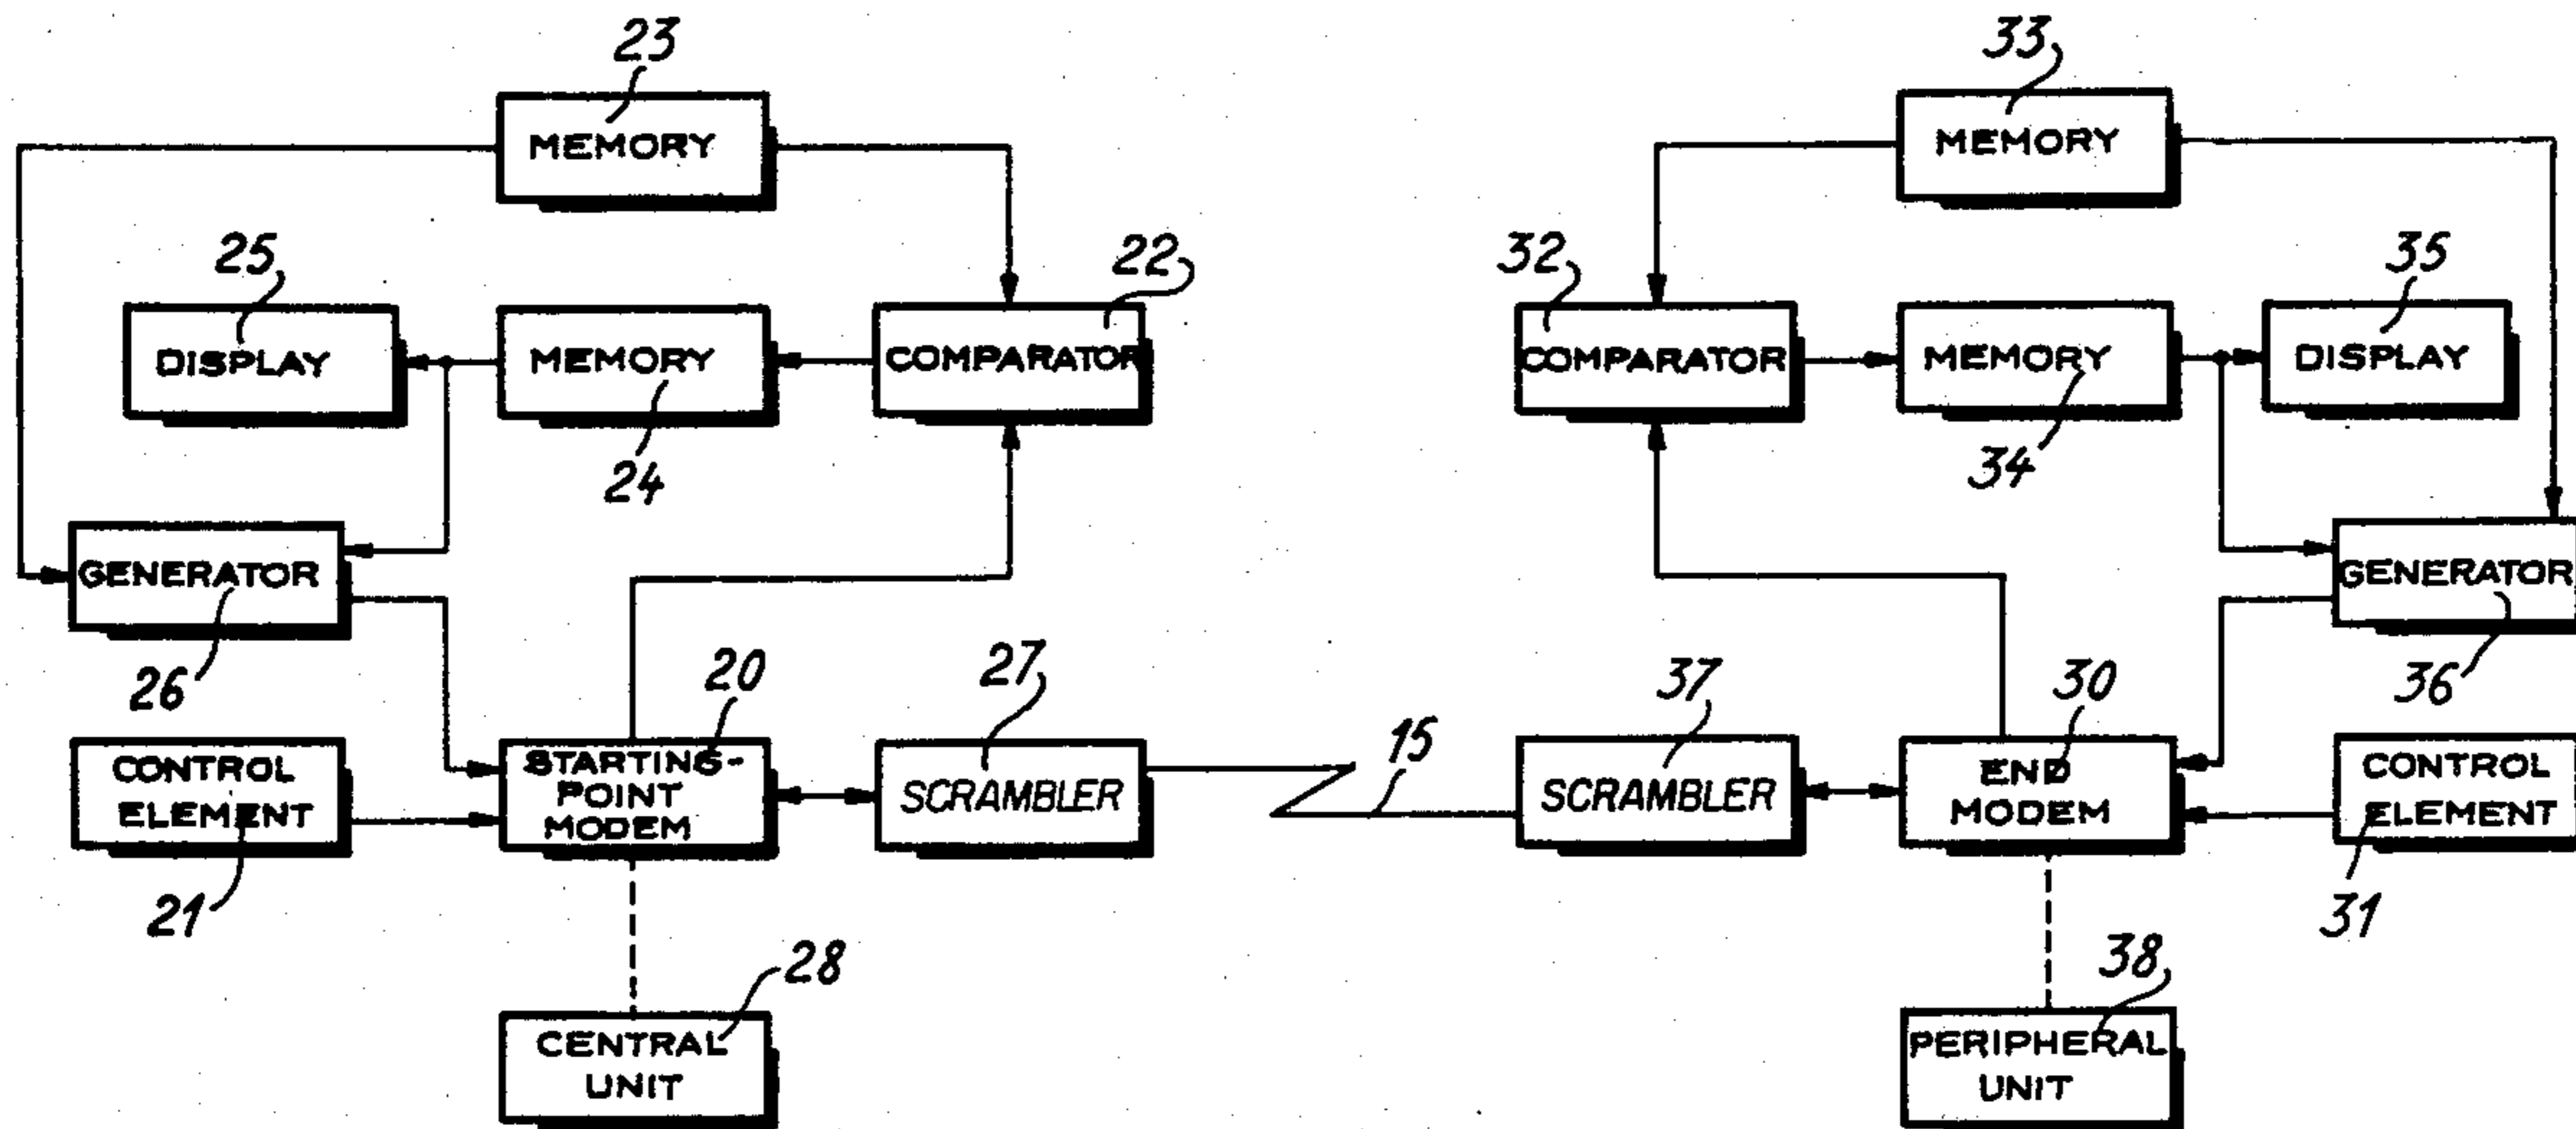 23
33
MEMORY
MEMORY
25
22
32
35
DISPLAY
MEMORY
COMPARATOR
COMPARATOR
MEMORY
DISPLAY
24
34
GENERATOR
GENERATOR
26
20
27
37
30
36
15
CONTROL
ELEMENT
STARTING-
POINT
MODEM
SCRAMBLER
SCRAMBLER
END
MODEM
CONTROL
ELEMENT
21
31
28
38
CENTRAL
UNIT
PERIPHERAL
UNIT